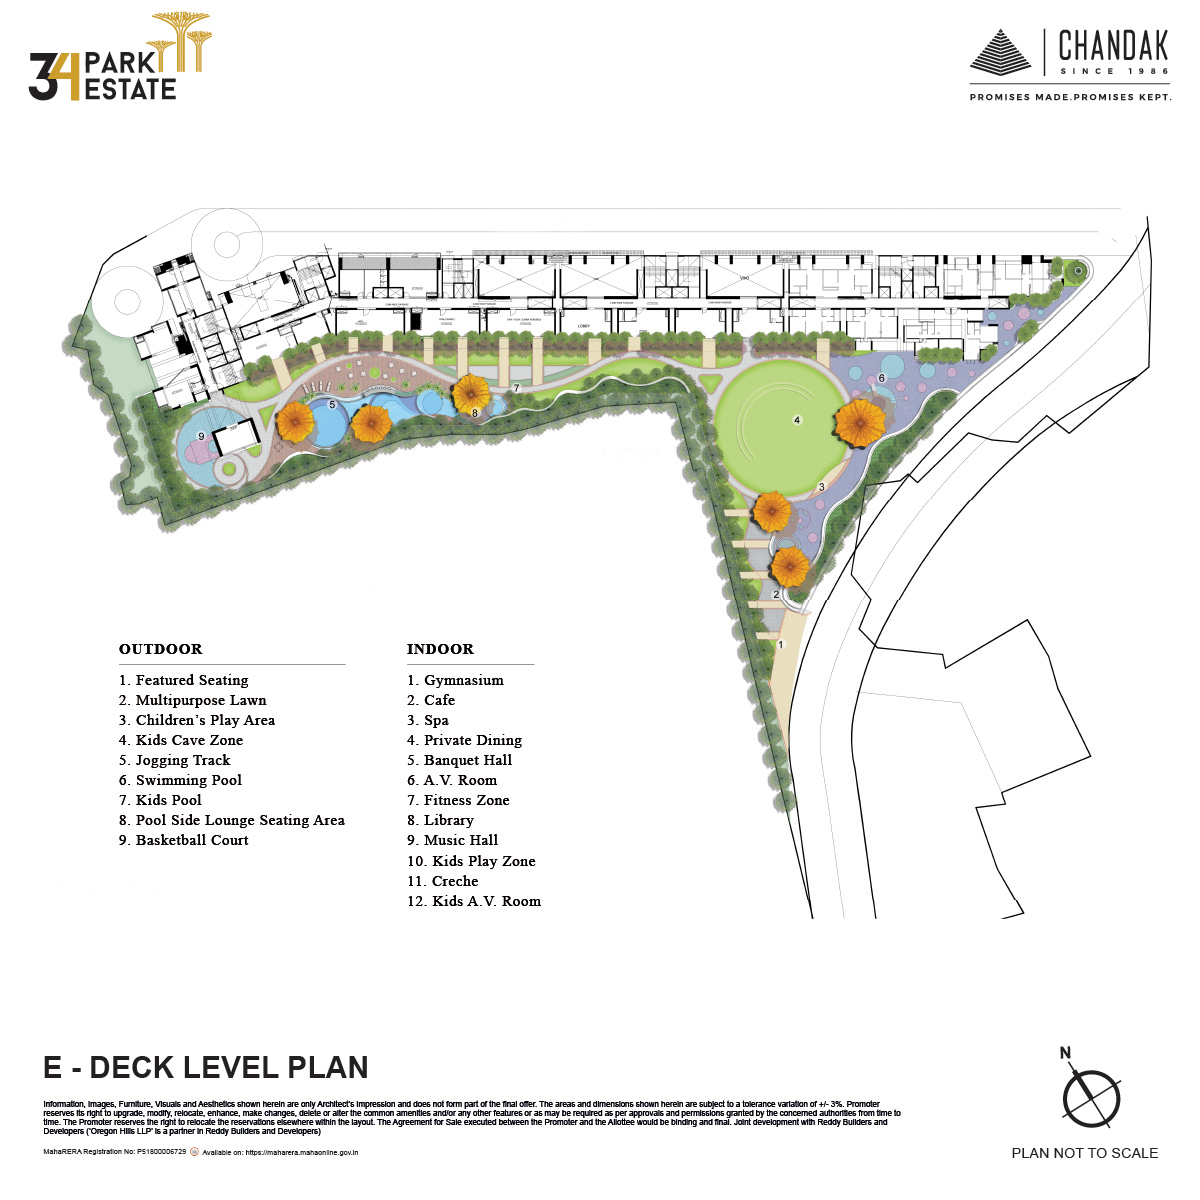 34 PARK ESTATE
CHANDAK
SINCE 1986
PROMISES MADE.PROMISES KEPT.
VOID
LOBBY
1
2
3
4
5
6
7
8
9
OUTDOOR
1. Featured Seating
2. Multipurpose Lawn
3. Children's Play Area
4. Kids Cave Zone
5. Jogging Track
6. Swimming Pool
7. Kids Pool
8. Pool Side Lounge Seating Area
9. Basketball Court
INDOOR
1. Gymnasium
2. Cafe
3. Spa
4. Private Dining
5. Banquet Hall
6. A.V. Room
7. Fitness Zone
8. Library
9. Music Hall
10. Kids Play Zone
11. Creche
12. Kids A.V. Room
E - DECK LEVEL PLAN
Information, Images, Furniture, Visuals and Aesthetics shown herein are only Architect's Impression and does not form part of the final offer. The areas and dimensions shown herein are subject to a tolerance variation of +/- 3%. Promoter
reserves its right to upgrade, modify, relocate, enhance, make changes, delete or alter the common amenities and/or any other features or as may be required as per approvals and permissions granted by the concerned authorities from time to
time. The Promoter reserves the right to relocate the reservations elsewhere within the layout. The Agreement for Sale executed between the Promoter and the Allottee would be binding and final. Joint development with Reddy Builders and
Developers ("Oregon Hills LLP" is a partner in Reddy Builders and Developers)
MahaRERA Registration No: P51800006729 Available on: https://maharera.mahaonline.gov.in
N
PLAN NOT TO SCALE